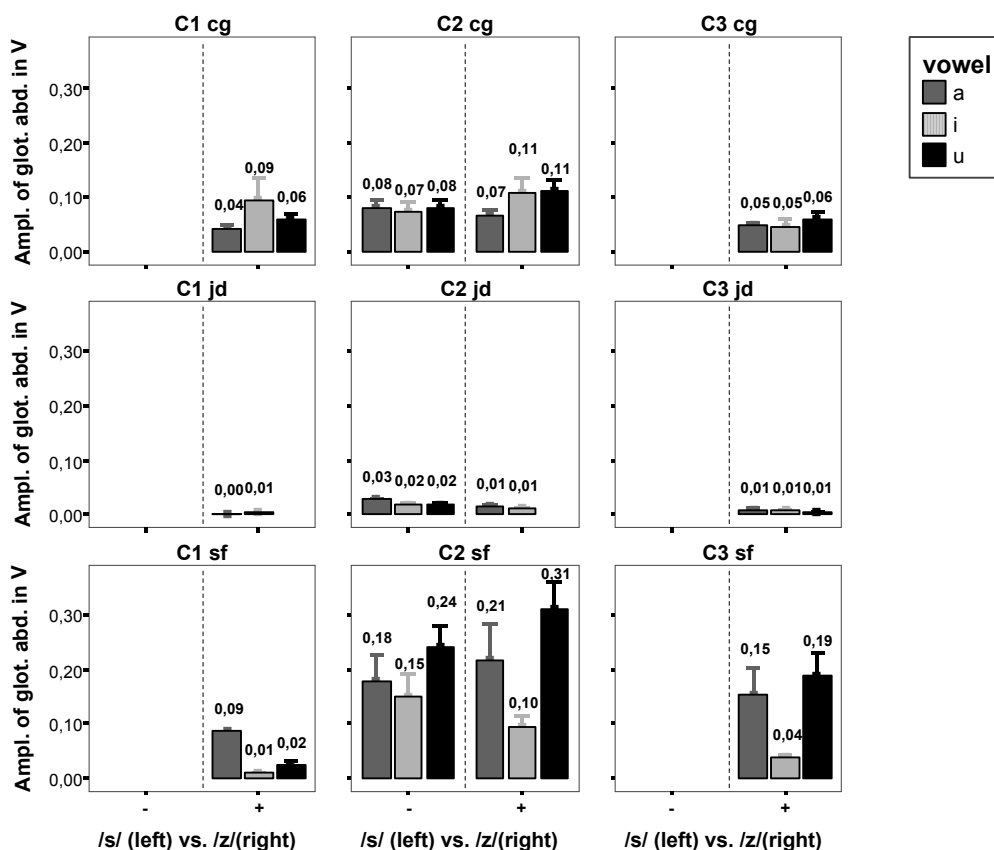 C1 cg C2 cg C3 cg
vowel
a
i
u
Ampl. of glot. abd. in V
0,30
0,20
0,10
0,00
0,04 0,09 0,06
0,08 0,07 0,08 0,07 0,11 0,11
0,05 0,05 0,06
C1 jd C2 jd C3 jd
Ampl. of glot. abd. in V
0,30
0,20
0,10
0,00
0,00 0,01
0,03 0,02 0,02 0,01 0,01
0,01 0,01 0,01
C1 sf C2 sf C3 sf
Ampl. of glot. abd. in V
0,30
0,20
0,10
0,00
0,09 0,01 0,02
0,18 0,15 0,24 0,21 0,10 0,31
0,15 0,04 0,19
- + - + - +
/s/ (left) vs. /z/(right) /s/ (left) vs. /z/(right) /s/ (left) vs. /z/(right)